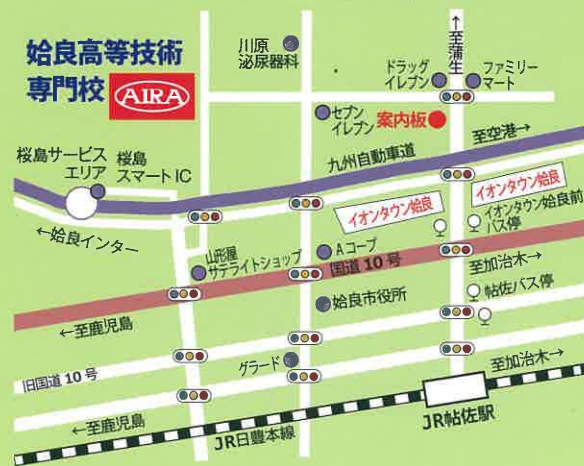 姶良高等技術
専門校
AIRA
川原
泌尿器科
←至蒲生
ドラッグ
イレブン
ファミリー
マート
セブン
イレブン
案内板
至空港→
九州自動車道
桜島サービス
エリア
桜島
スマートIC
←姶良インター
イオンタウン姶良
イオンタウン姶良
イオンタウン姶良前
バス停
山形屋
サテライトショップ
Aコープ
国道10号
至加治木→
姶良市役所
帖佐バス停
←至鹿児島
旧国道10号
グラード
至加治木→
←至鹿児島
JR日豊本線
JR帖佐駅